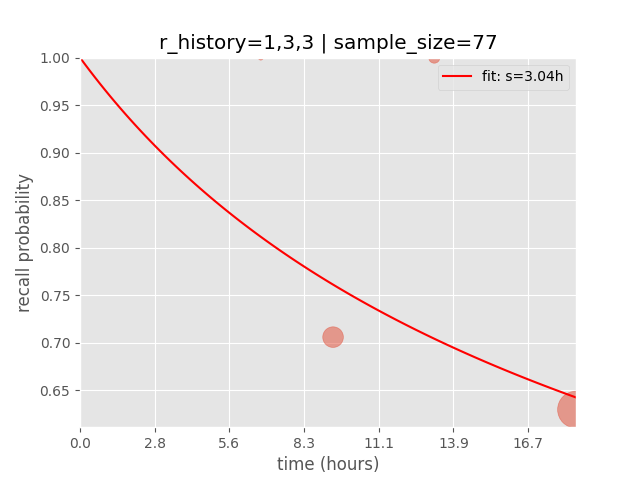 r_history=1,3,3 | sample_size=77
fit: s=3.04h
recall probability
1.00
0.95
0.90
0.85
0.80
0.75
0.70
0.65
0.0 2.8 5.6 8.3 11.1 13.9 16.7
time (hours)